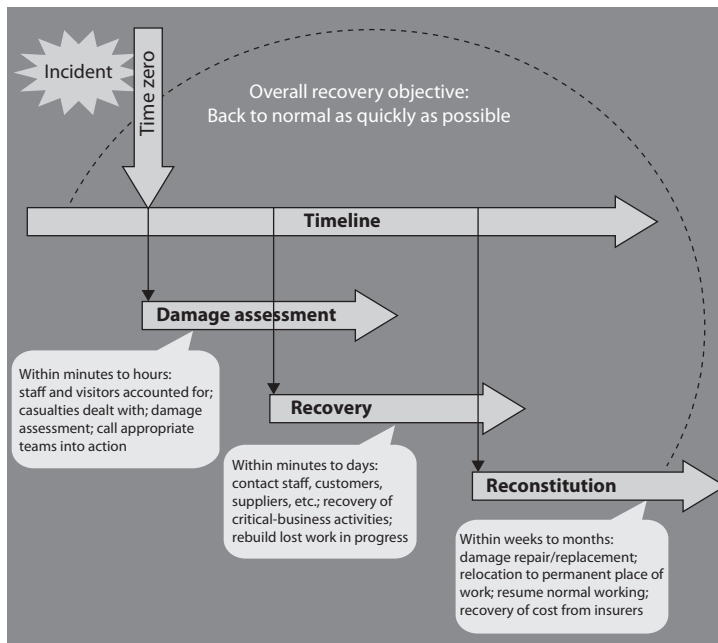 Incident
Time zero
Overall recovery objective:
Back to normal as quickly as possible
Timeline
Damage assessment
Within minutes to hours:
staff and visitors accounted for;
casualties dealt with; damage
assessment; call appropriate
teams into action
Recovery
Within minutes to days:
contact staff, customers,
suppliers, etc.; recovery of
critical-business activities;
rebuild lost work in progress
Reconstitution
Within weeks to months:
damage repair/replacement;
relocation to permanent place of
work; resume normal working;
recovery of cost from insurers